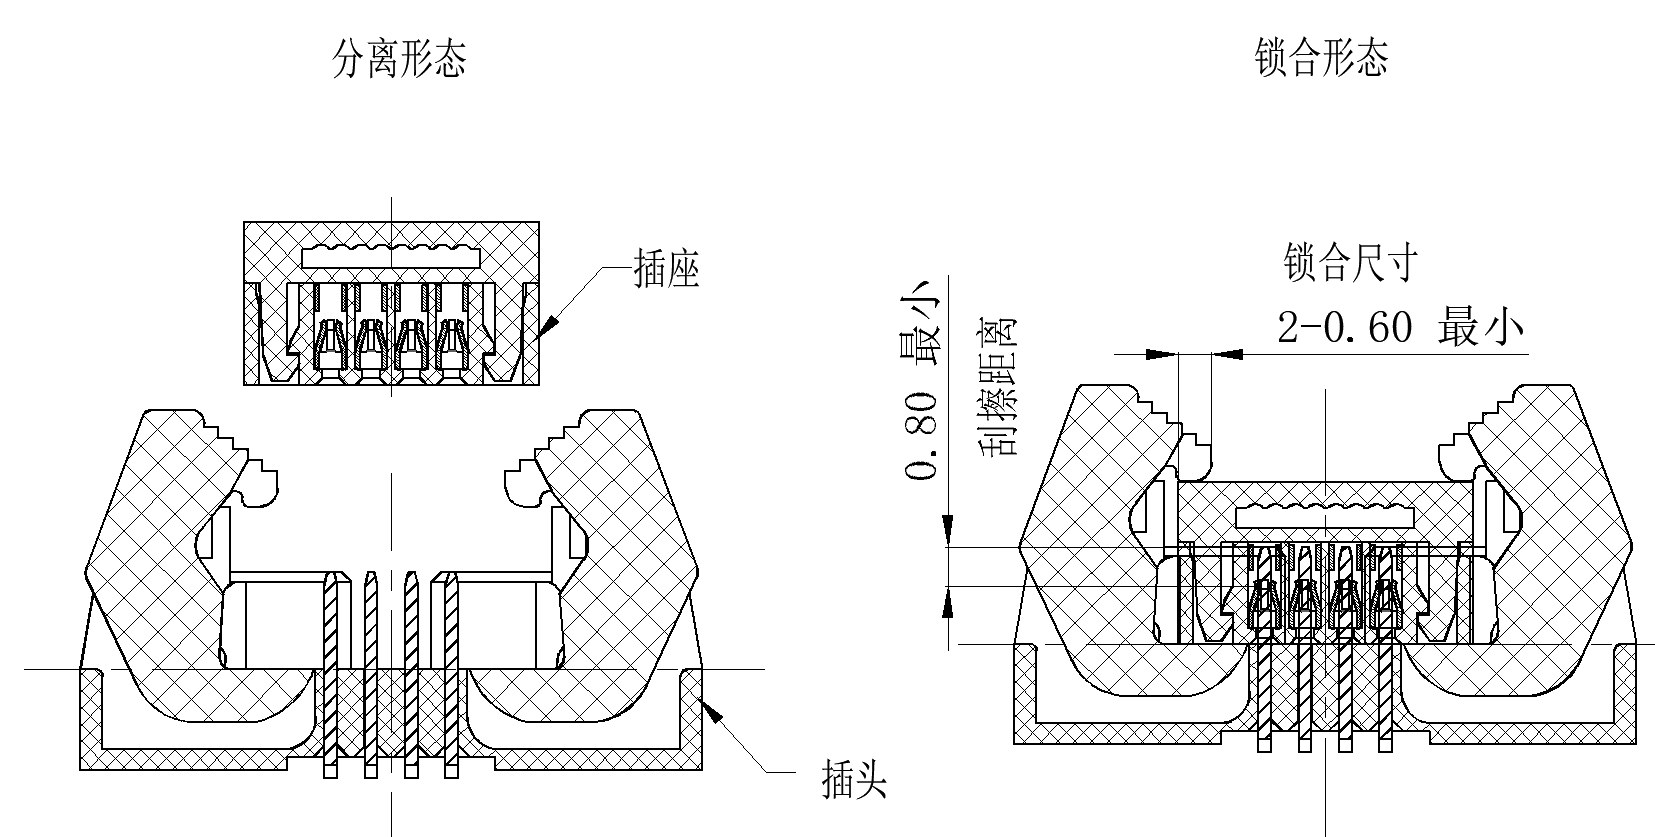 分离形态
锁合形态
插座
锁合尺寸
2-0.60 最小
0.80 最小
刮擦距离
插头